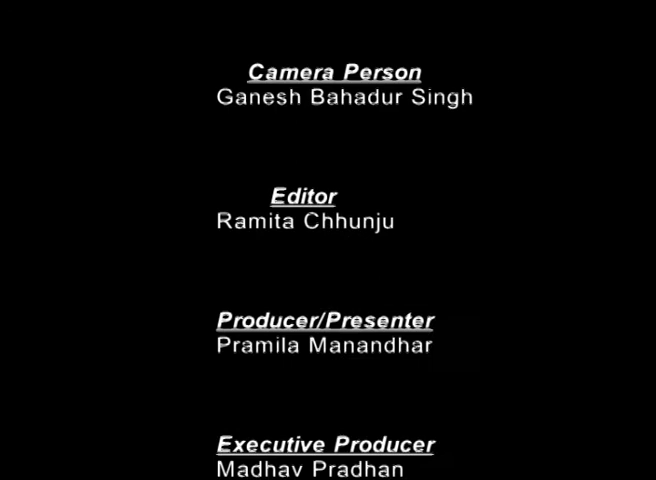 Camera Person
Ganesh Bahadur Singh
Editor
Ramita Chhunju
Producer/Presenter
Pramila Manandhar
Executive Producer
Madhav Pradhan